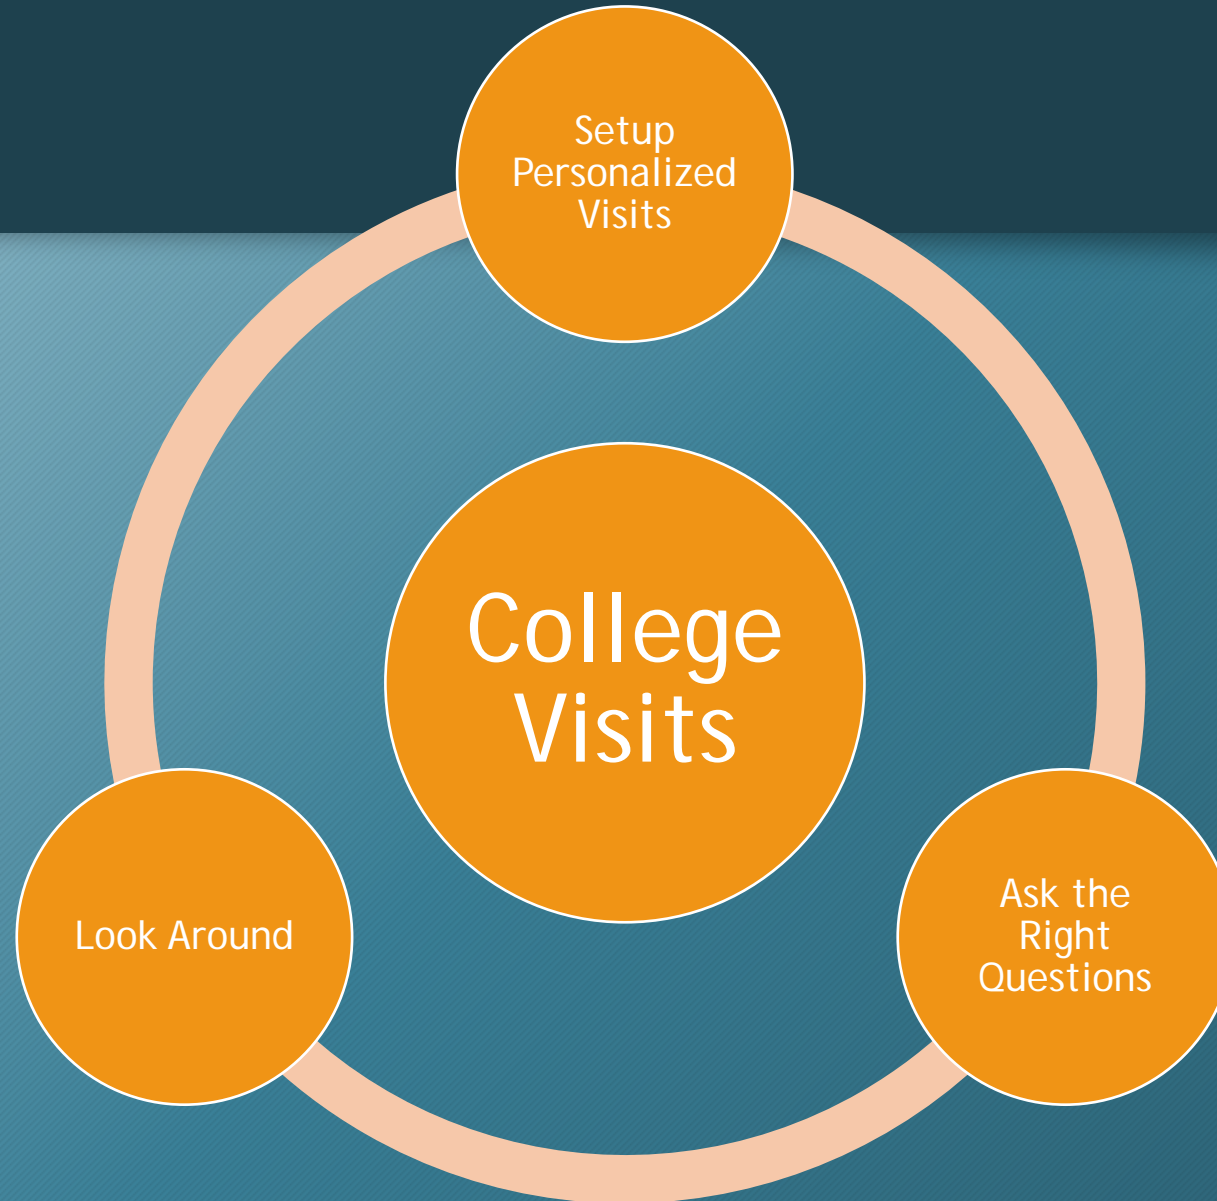 Setup
Personalized
Visits
College
Visits
Look Around
Ask the
Right
Questions